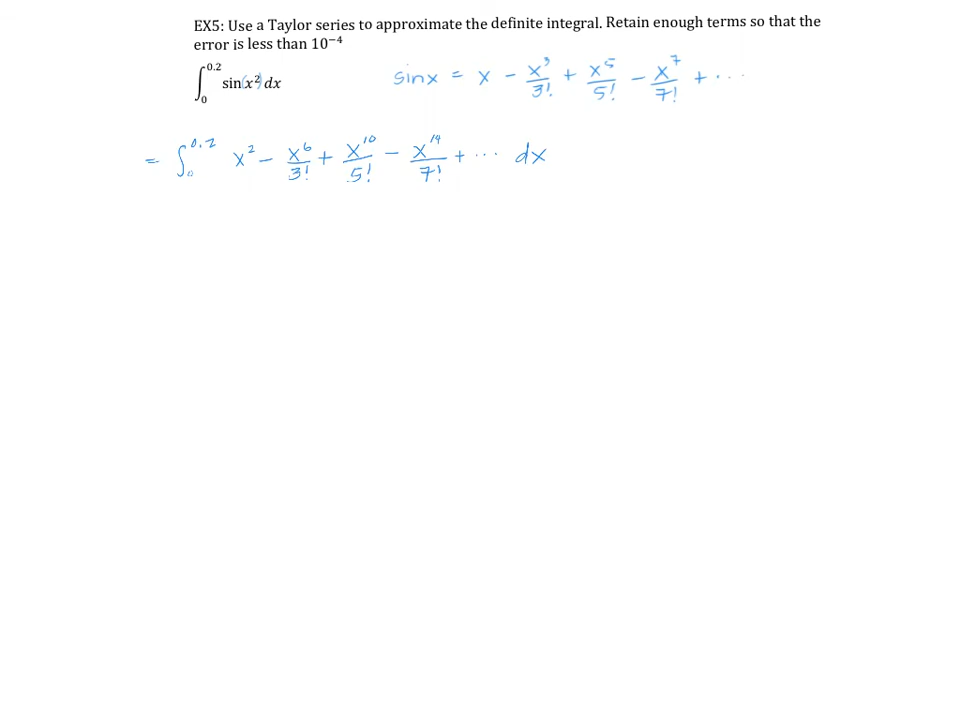 EX5: Use a Taylor series to approximate the definite integral. Retain enough terms so that the
error is less than 10⁻⁴
∫₀^0.2 sin(x²) dx    sin x = x − x³/3! + x⁵/5! − x⁷/7! + ···
= ∫₀^0.2 x² − x⁶/3! + x¹⁰/5! − x¹⁴/7! + ··· dx